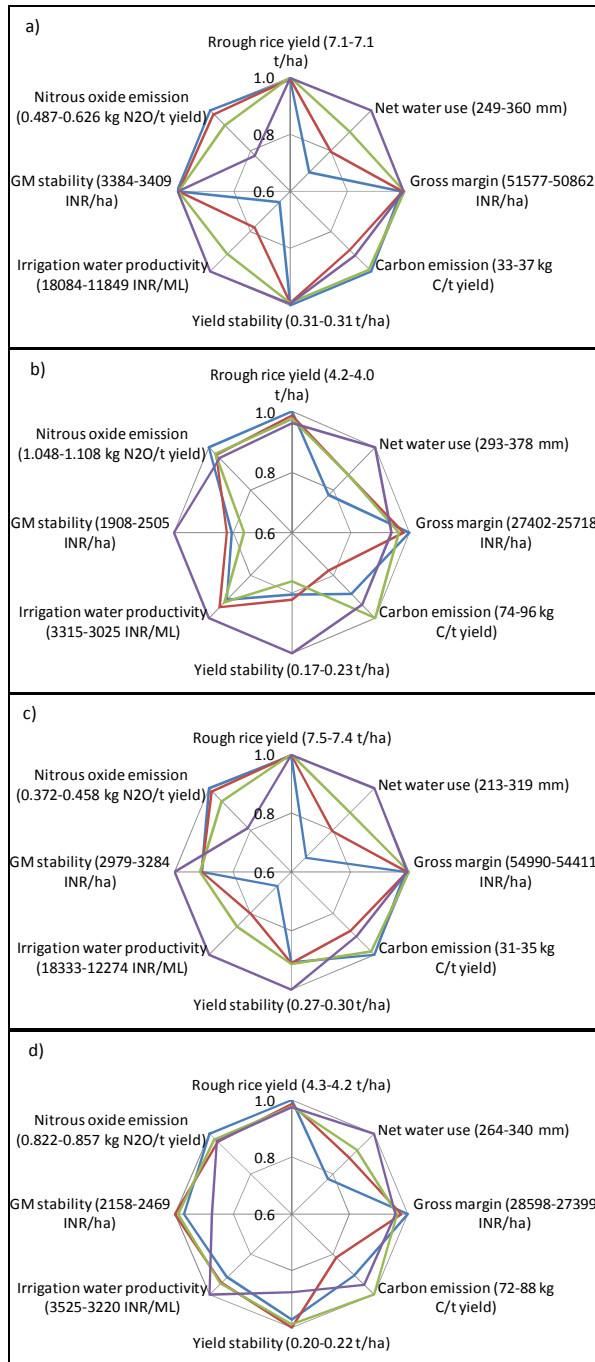 a)
Rrough rice yield (7.1-7.1
t/ha)
1.0
0.8
0.6
Net water use (249-360 mm)
Gross margin (51577-50862
INR/ha)
Carbon emission (33-37 kg
C/t yield)
Yield stability (0.31-0.31 t/ha)
Irrigation water productivity
(18084-11849 INR/ML)
GM stability (3384-3409
INR/ha)
Nitrous oxide emission
(0.487-0.626 kg N2O/t yield)
b)
Rrough rice yield (4.2-4.0
t/ha)
1.0
0.8
0.6
Net water use (293-378 mm)
Gross margin (27402-25718
INR/ha)
Carbon emission (74-96 kg
C/t yield)
Yield stability (0.17-0.23 t/ha)
Irrigation water productivity
(3315-3025 INR/ML)
GM stability (1908-2505
INR/ha)
Nitrous oxide emission
(1.048-1.108 kg N2O/t yield)
c)
Rough rice yield (7.5-7.4 t/ha)
1.0
0.8
0.6
Net water use (213-319 mm)
Gross margin (54990-54411
INR/ha)
Carbon emission (31-35 kg
C/t yield)
Yield stability (0.27-0.30 t/ha)
Irrigation water productivity
(18333-12274 INR/ML)
GM stability (2979-3284
INR/ha)
Nitrous oxide emission
(0.372-0.458 kg N2O/t yield)
d)
Rough rice yield (4.3-4.2 t/ha)
1.0
0.8
0.6
Net water use (264-340 mm)
Gross margin (28598-27399
INR/ha)
Carbon emission (72-88 kg
C/t yield)
Yield stability (0.20-0.22 t/ha)
Irrigation water productivity
(3525-3220 INR/ML)
GM stability (2158-2469
INR/ha)
Nitrous oxide emission
(0.822-0.857 kg N2O/t yield)